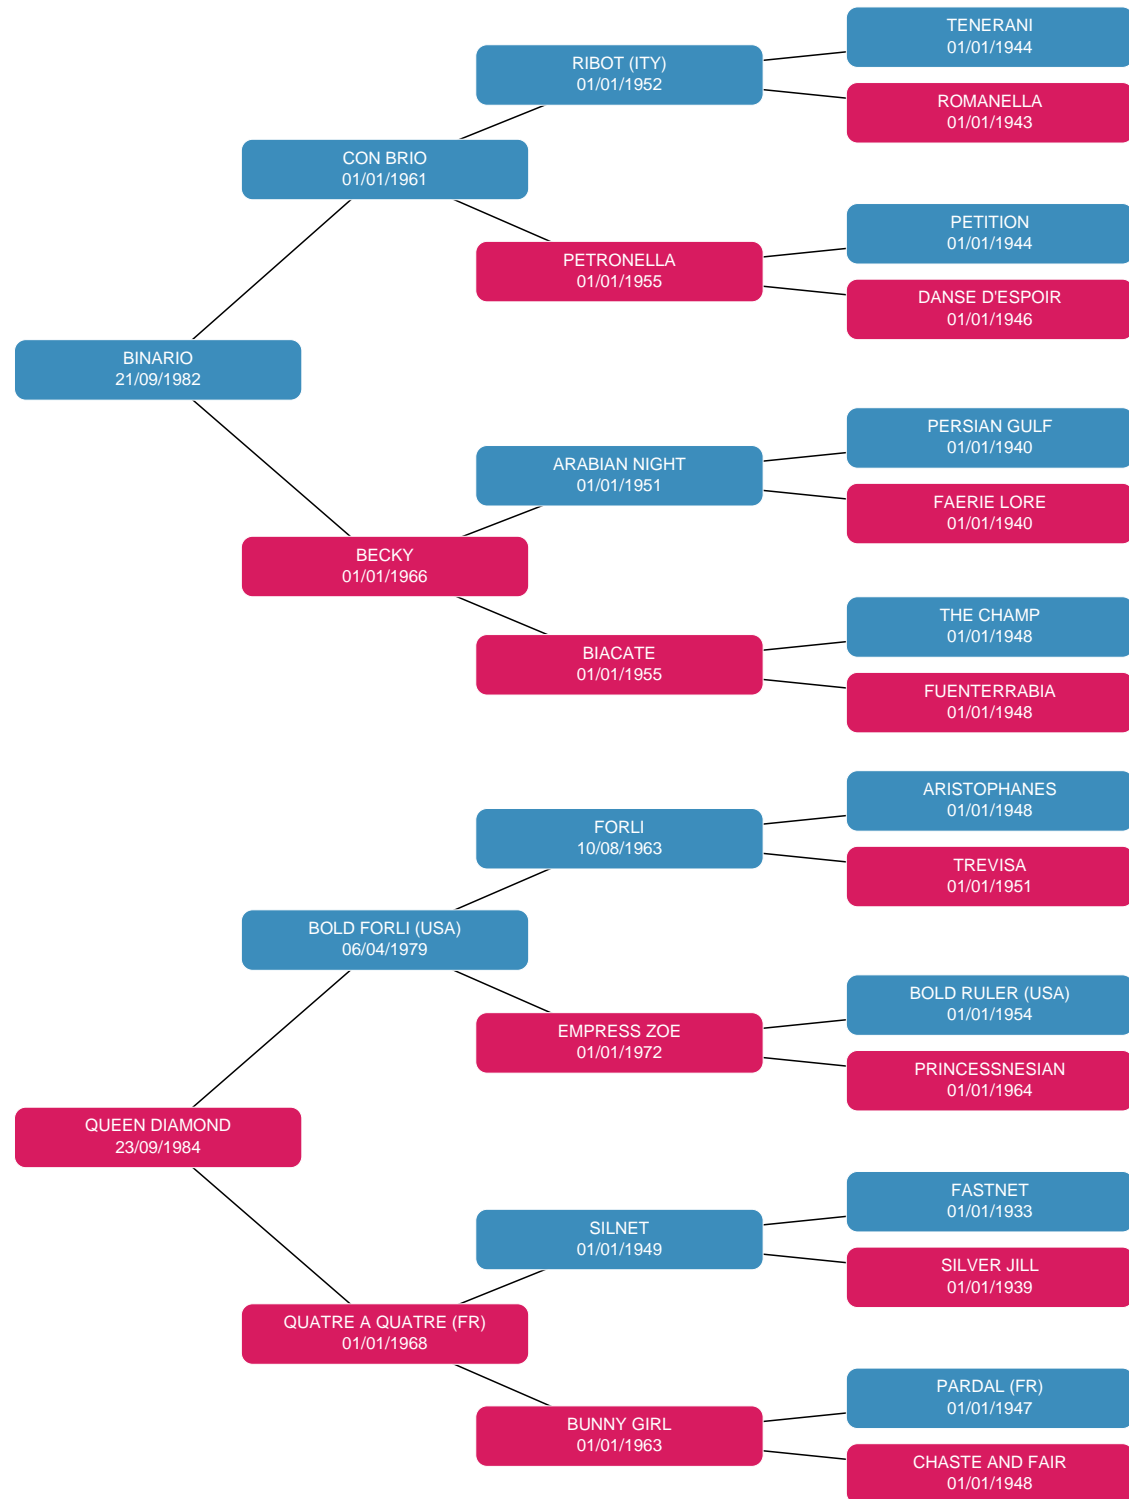 TENERANI
01/01/1944
RIBOT (ITY)
01/01/1952
ROMANELLA
01/01/1943
CON BRIO
01/01/1961
PETITION
01/01/1944
PETRONELLA
01/01/1955
DANSE D'ESPOIR
01/01/1946
BINARIO
21/09/1982
PERSIAN GULF
01/01/1940
ARABIAN NIGHT
01/01/1951
FAERIE LORE
01/01/1940
BECKY
01/01/1966
THE CHAMP
01/01/1948
BIACATE
01/01/1955
FUENTERRABIA
01/01/1948
ARISTOPHANES
01/01/1948
FORLI
10/08/1963
TREVISA
01/01/1951
BOLD FORLI (USA)
06/04/1979
BOLD RULER (USA)
01/01/1954
EMPRESS ZOE
01/01/1972
PRINCESSNESIAN
01/01/1964
QUEEN DIAMOND
23/09/1984
FASTNET
01/01/1933
SILNET
01/01/1949
SILVER JILL
01/01/1939
QUATRE A QUATRE (FR)
01/01/1968
PARDAL (FR)
01/01/1947
BUNNY GIRL
01/01/1963
CHASTE AND FAIR
01/01/1948